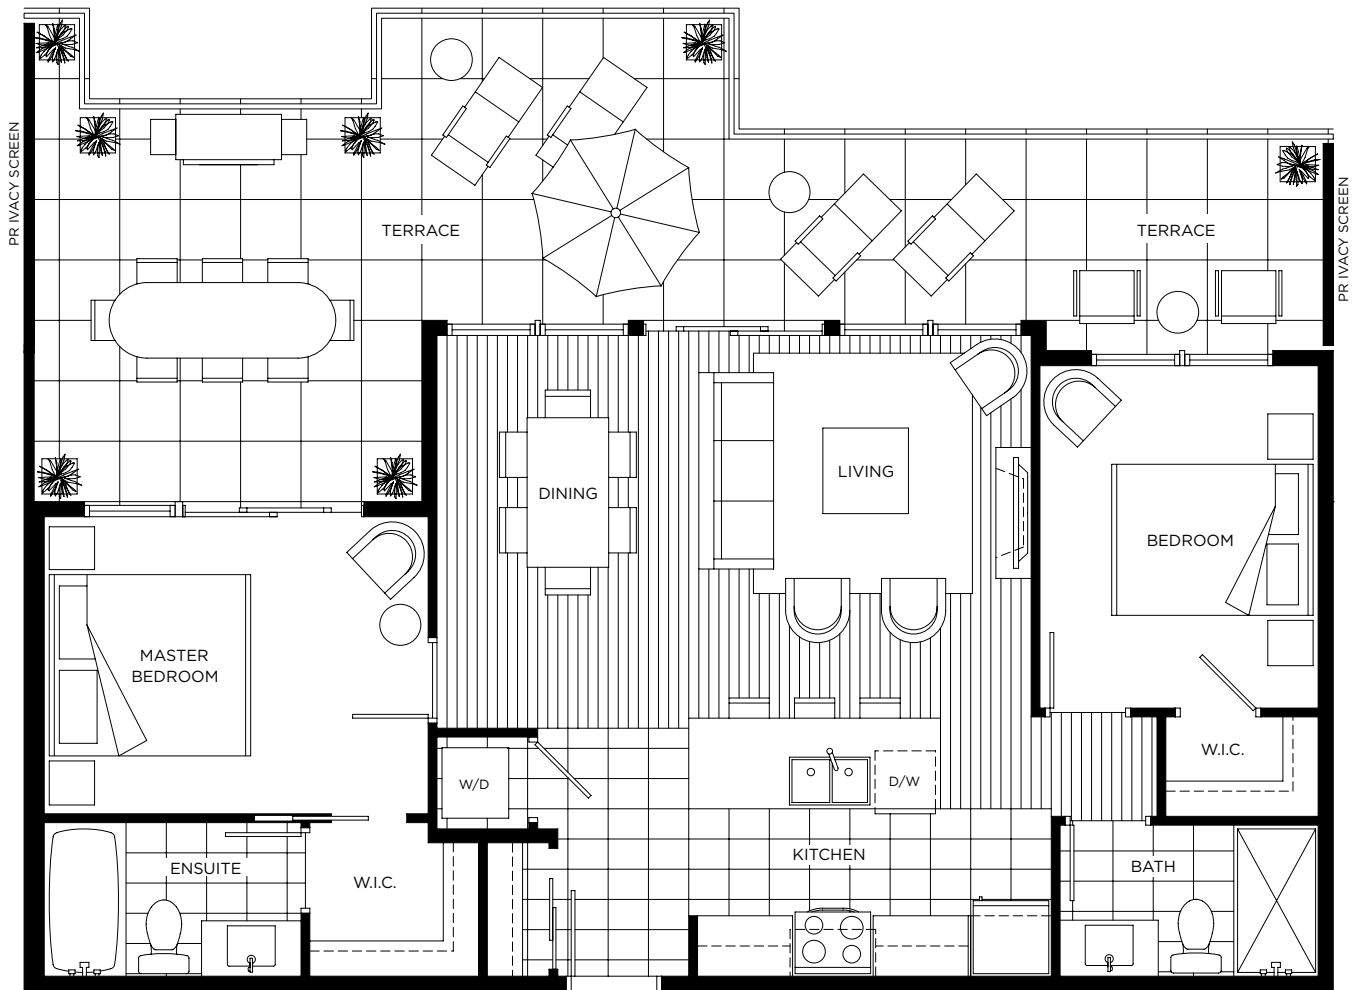 PR IVACY SCREEN
TERRACE
TERRACE
PR IVACY SCREEN
LIVING
DINING
BEDROOM
MASTER
BEDROOM
W.I.C.
W/D
D/W
KITCHEN
BATH
ENSUITE
W.I.C.